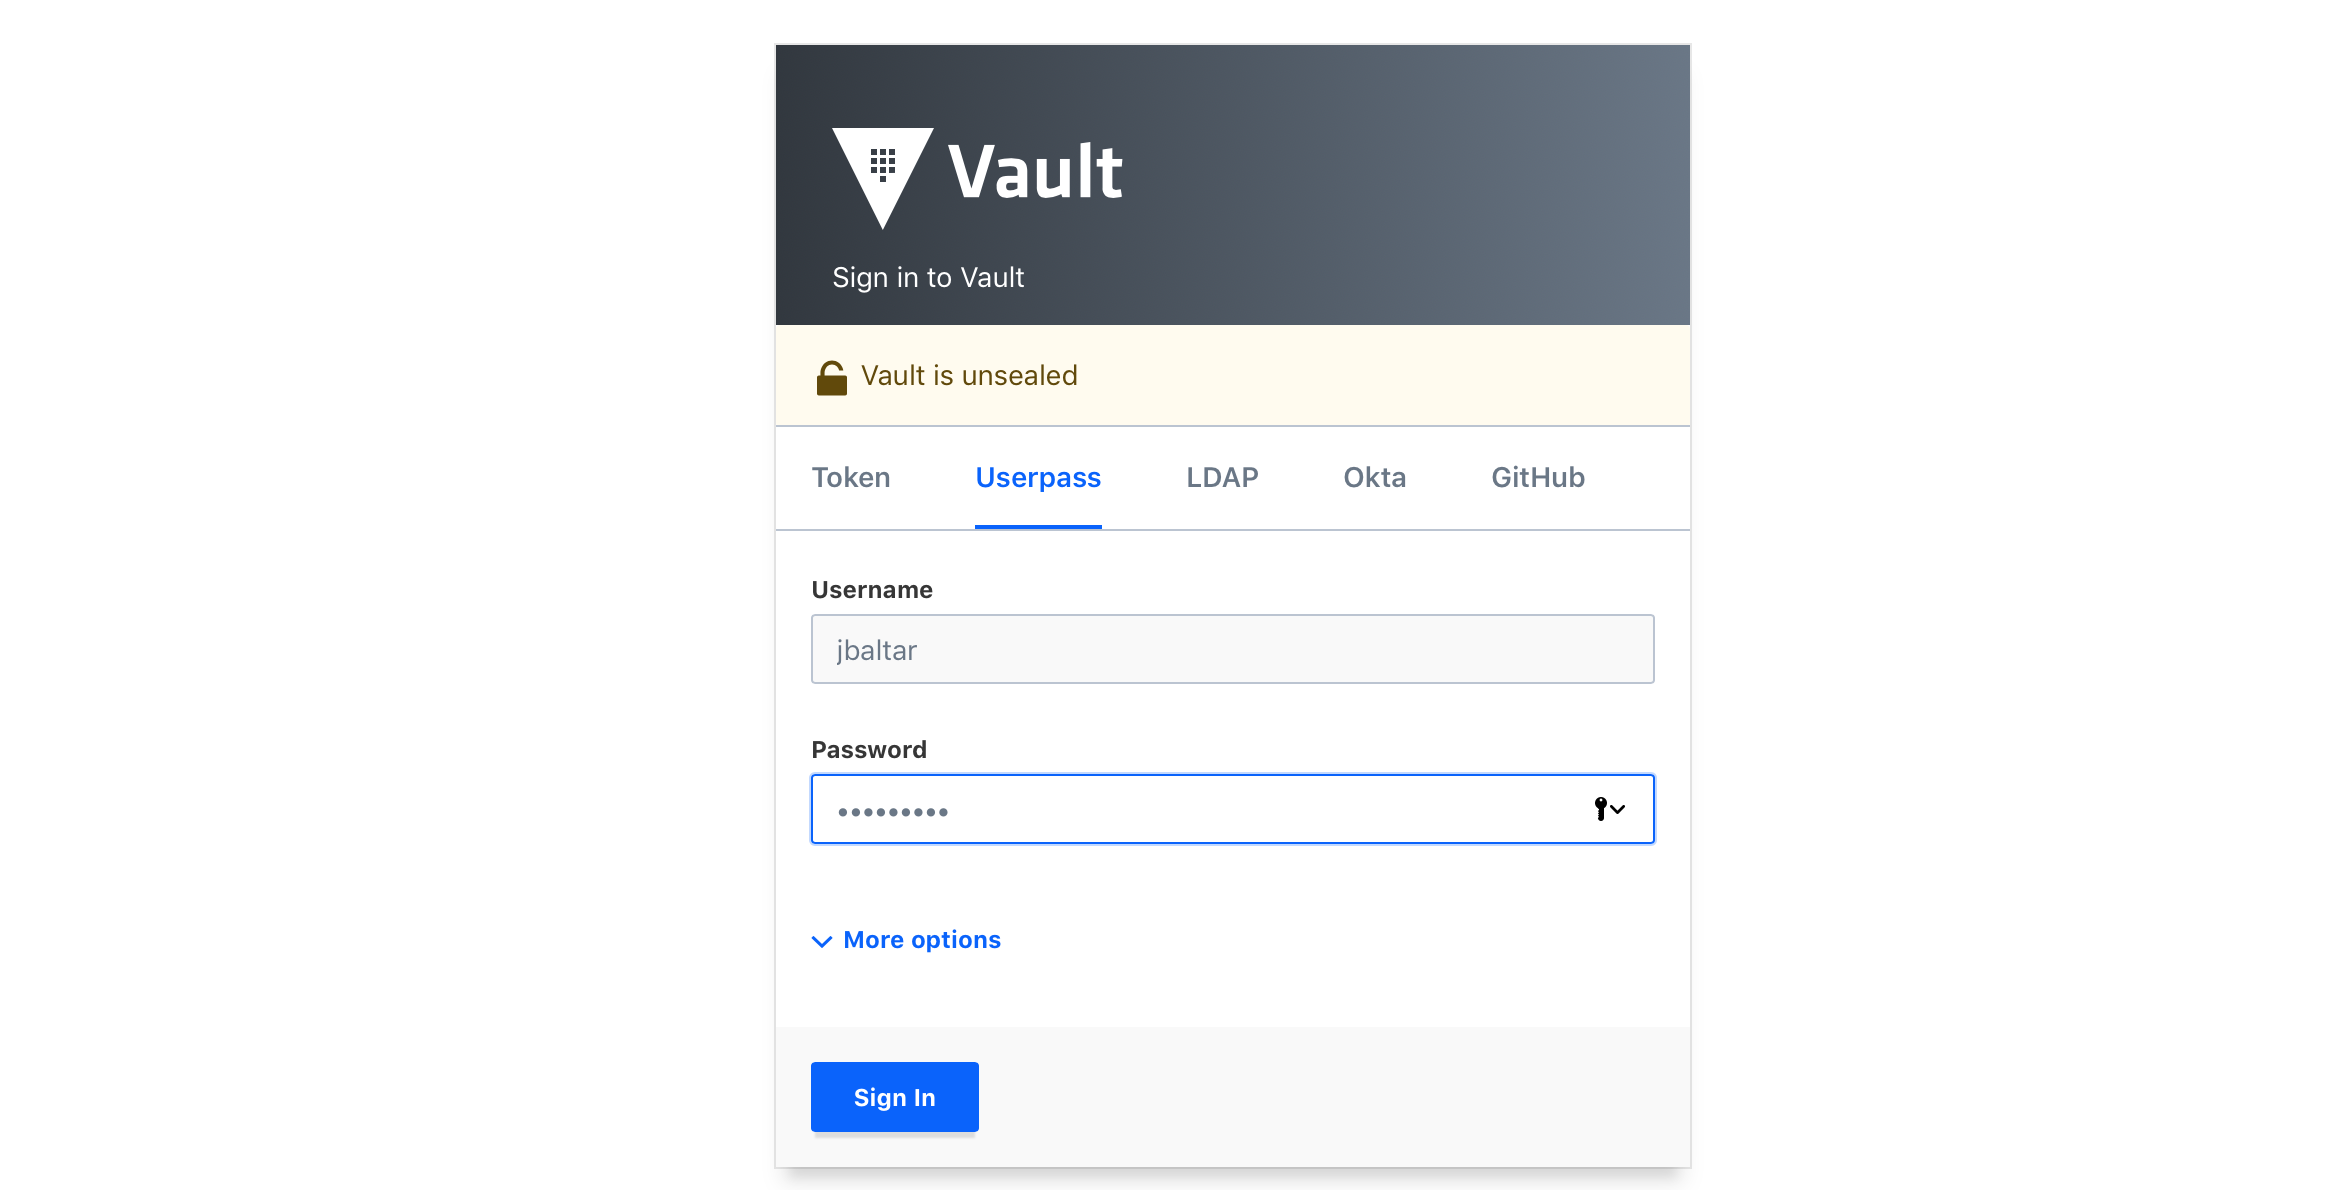 Vault
Sign in to Vault
Vault is unsealed
Token Userpass LDAP Okta GitHub
Username
jbaltar
Password
•••••••••
More options
Sign In